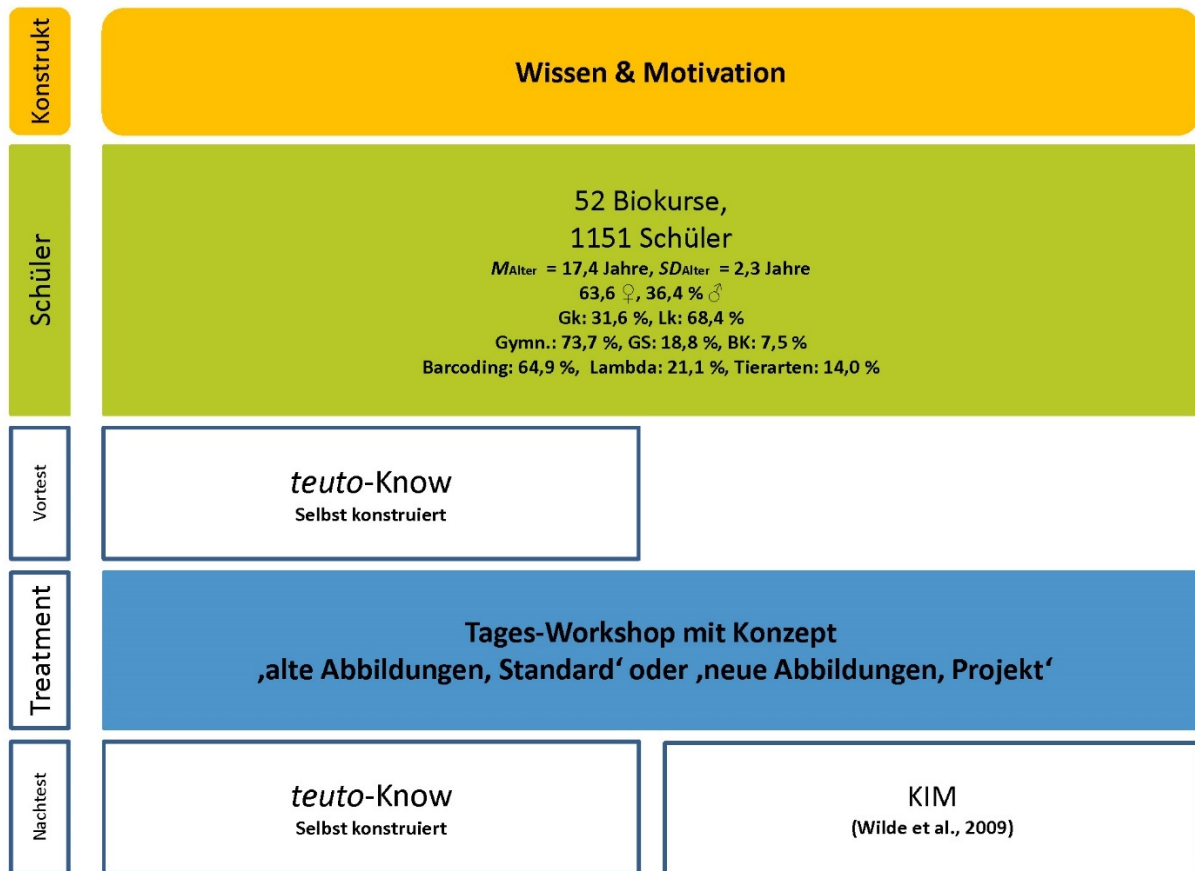 Konstrukt
Wissen & Motivation
Schüler
52 Biokurse,
1151 Schüler
MAlter = 17,4 Jahre, SDAlter = 2,3 Jahre
63,6 ♀, 36,4 % ♂
Gk: 31,6 %, Lk: 68,4 %
Gymn.: 73,7 %, GS: 18,8 %, BK: 7,5 %
Barcoding: 64,9 %, Lambda: 21,1 %, Tierarten: 14,0 %
Vortest
teuto-Know
Selbst konstruiert
Treatment
Tages-Workshop mit Konzept
‚alte Abbildungen, Standard‘ oder ‚neue Abbildungen, Projekt‘
Nachtest
teuto-Know
Selbst konstruiert
KIM
(Wilde et al., 2009)